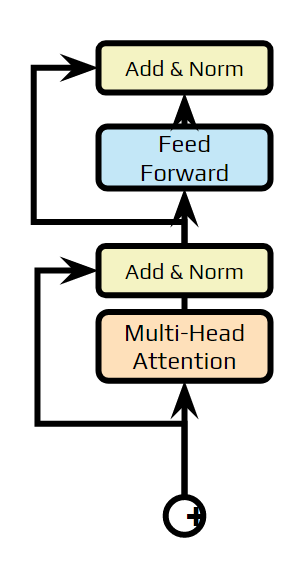 Add & Norm
Feed
Forward
Add & Norm
Multi-Head
Attention
+